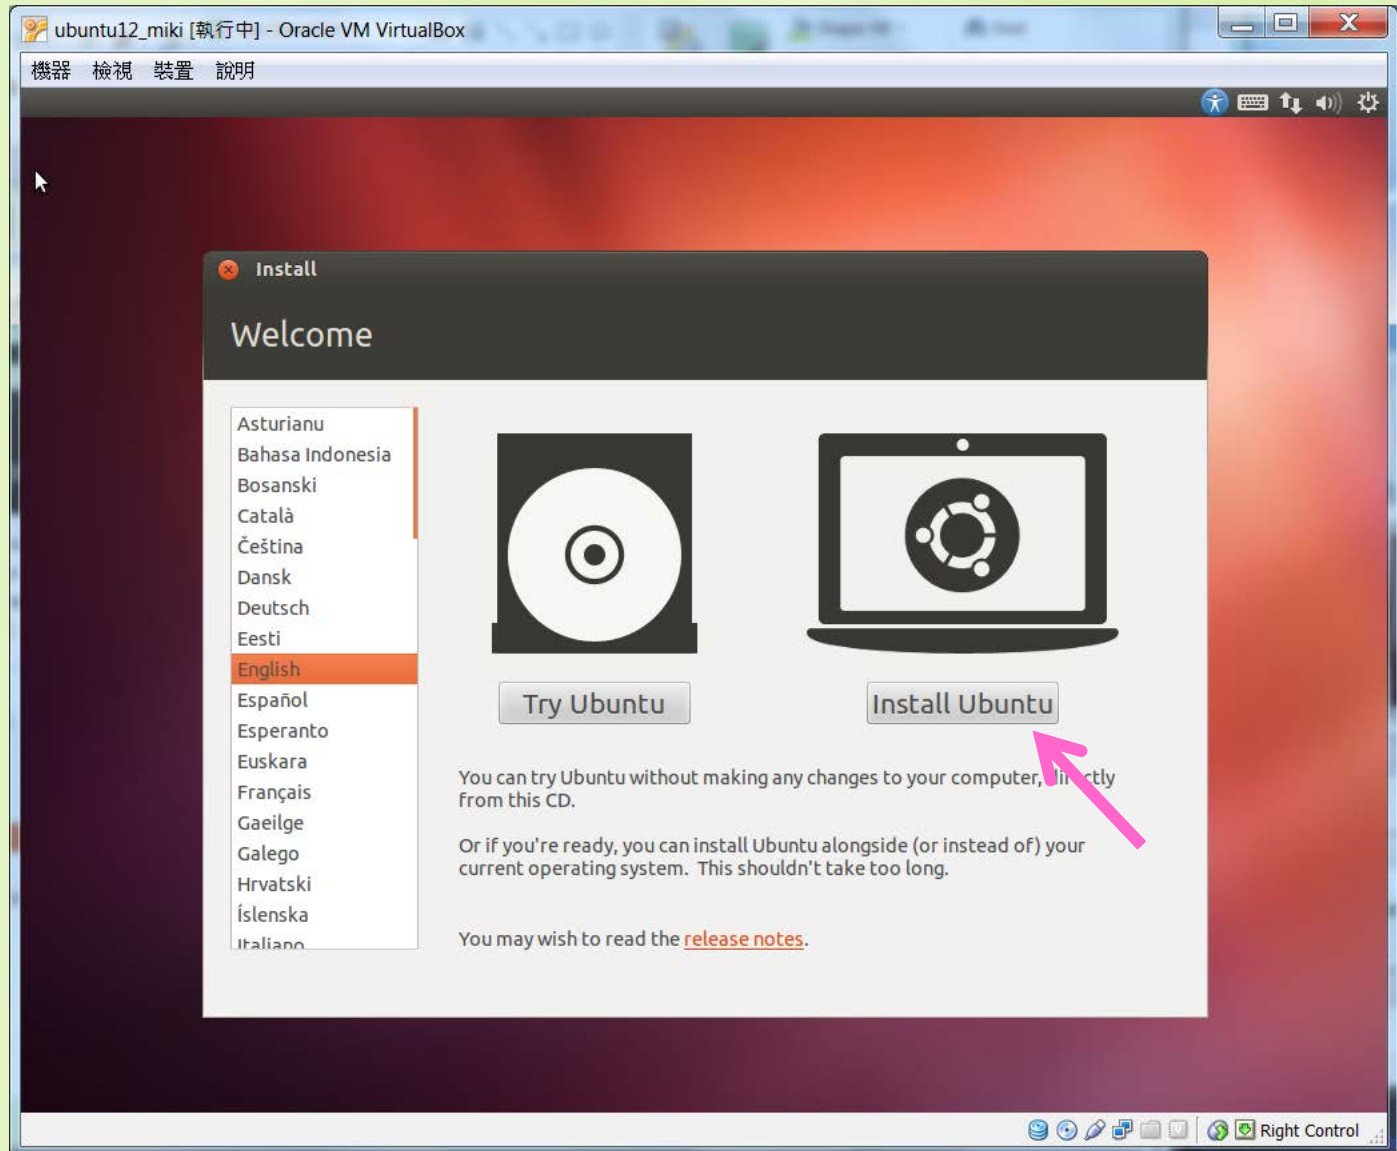 ubuntu12_miki [執行中] - Oracle VM VirtualBox
機器 檢視 裝置 說明
Install
Welcome
Asturianu
Bahasa Indonesia
Bosanski
Català
Čeština
Dansk
Deutsch
Eesti
English
Español
Esperanto
Euskara
Français
Gaeilge
Galego
Hrvatski
Íslenska
Italiano
Try Ubuntu
Install Ubuntu
You can try Ubuntu without making any changes to your computer, directly
from this CD.
Or if you're ready, you can install Ubuntu alongside (or instead of) your
current operating system. This shouldn't take too long.
You may wish to read the release notes.
Right Control